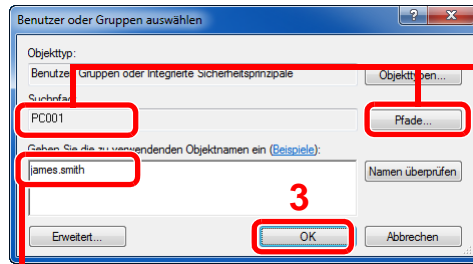 Benutzer oder Gruppen auswählen
Objekttyp:
Benutzer, Gruppen oder Integrierte Sicherheitsprinzipale
Objekttypen...
Suchpfad:
PC001
Pfade...
Geben Sie die zu verwendenden Objektnamen ein (Beispiele):
james.smith
Namen überprüfen
3
Erweitert...
OK
Abbrechen